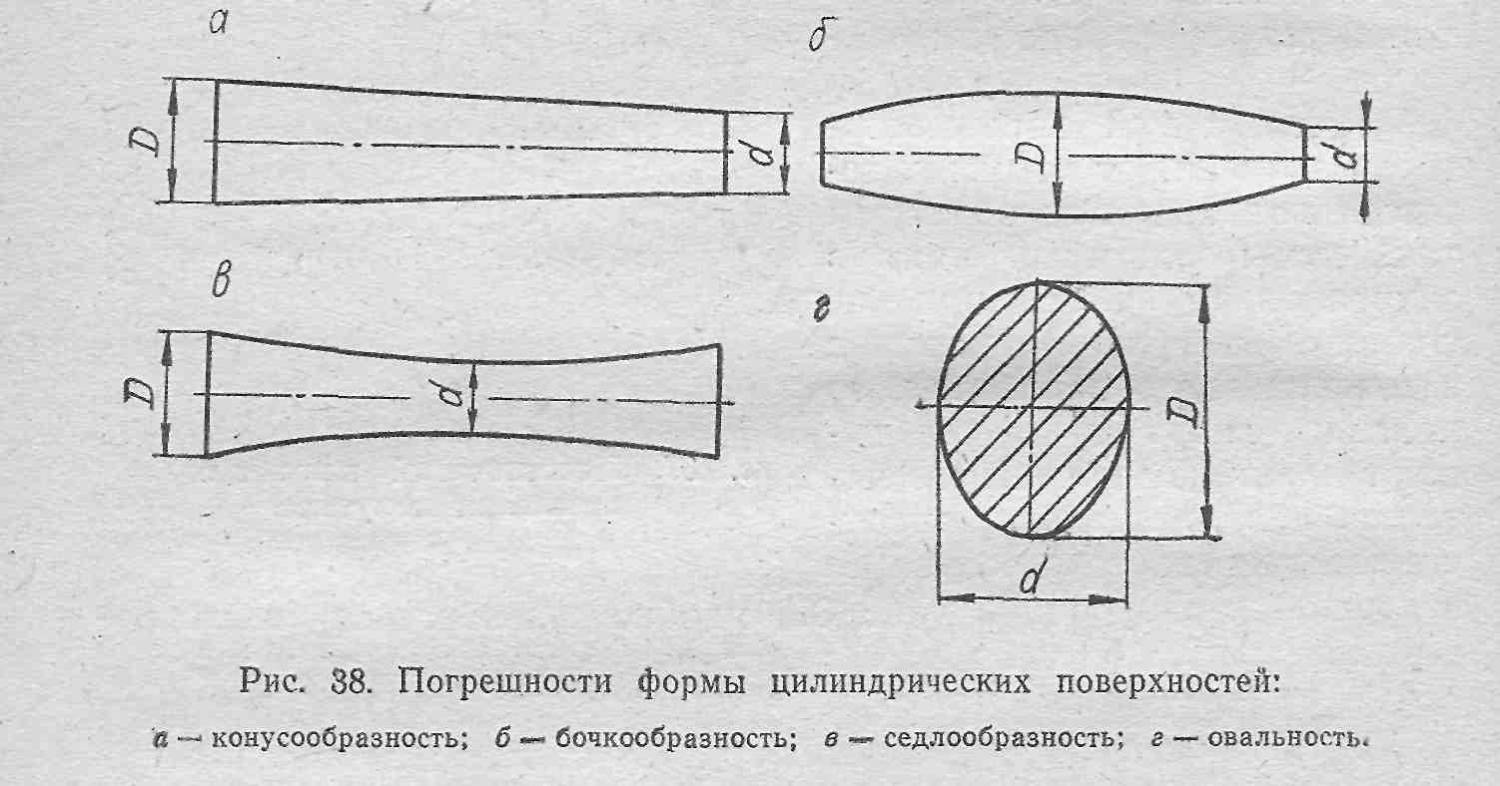 а
б
D
d
D
d
в
г
D
d
D
d
Рис. 38. Погрешности формы цилиндрических поверхностей:
а — конусообразность; б — бочкообразность; в — седлообразность; г — овальность.